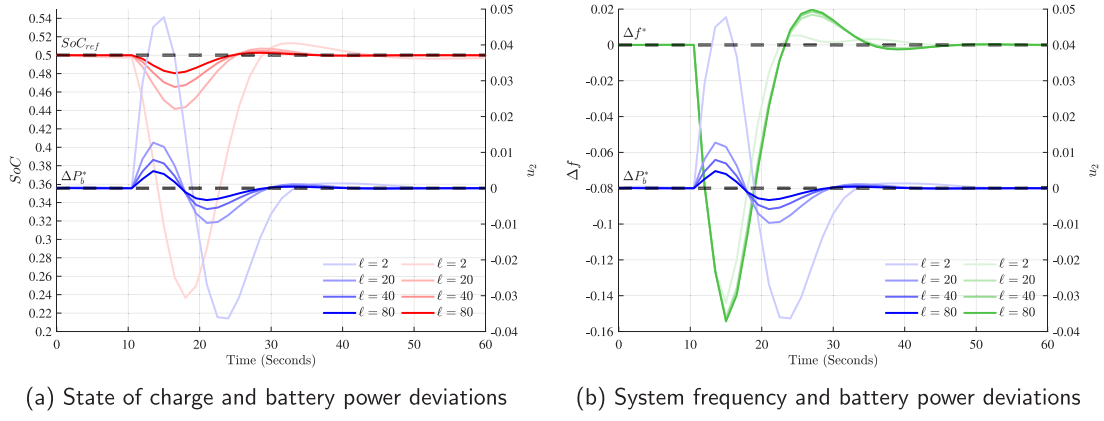 0.54
0.52
0.5
0.48
0.46
0.44
0.42
0.4
0.38
0.36
0.34
0.32
0.3
0.28
0.26
0.24
0.22
0.2
SoC
SoC_ref
ΔP_b^*
0.05
0.04
0.03
0.02
0.01
0
-0.01
-0.02
-0.03
-0.04
u_2
ℓ = 2 ℓ = 2
ℓ = 20 ℓ = 20
ℓ = 40 ℓ = 40
ℓ = 80 ℓ = 80
0 10 20 30 40 50 60
Time (Seconds)
(a) State of charge and battery power deviations
0.02
0
-0.02
-0.04
-0.06
-0.08
-0.1
-0.12
-0.14
-0.16
Δf
Δf^*
ΔP_b^*
0.05
0.04
0.03
0.02
0.01
0
-0.01
-0.02
-0.03
-0.04
u_2
ℓ = 2 ℓ = 2
ℓ = 20 ℓ = 20
ℓ = 40 ℓ = 40
ℓ = 80 ℓ = 80
0 10 20 30 40 50 60
Time (Seconds)
(b) System frequency and battery power deviations